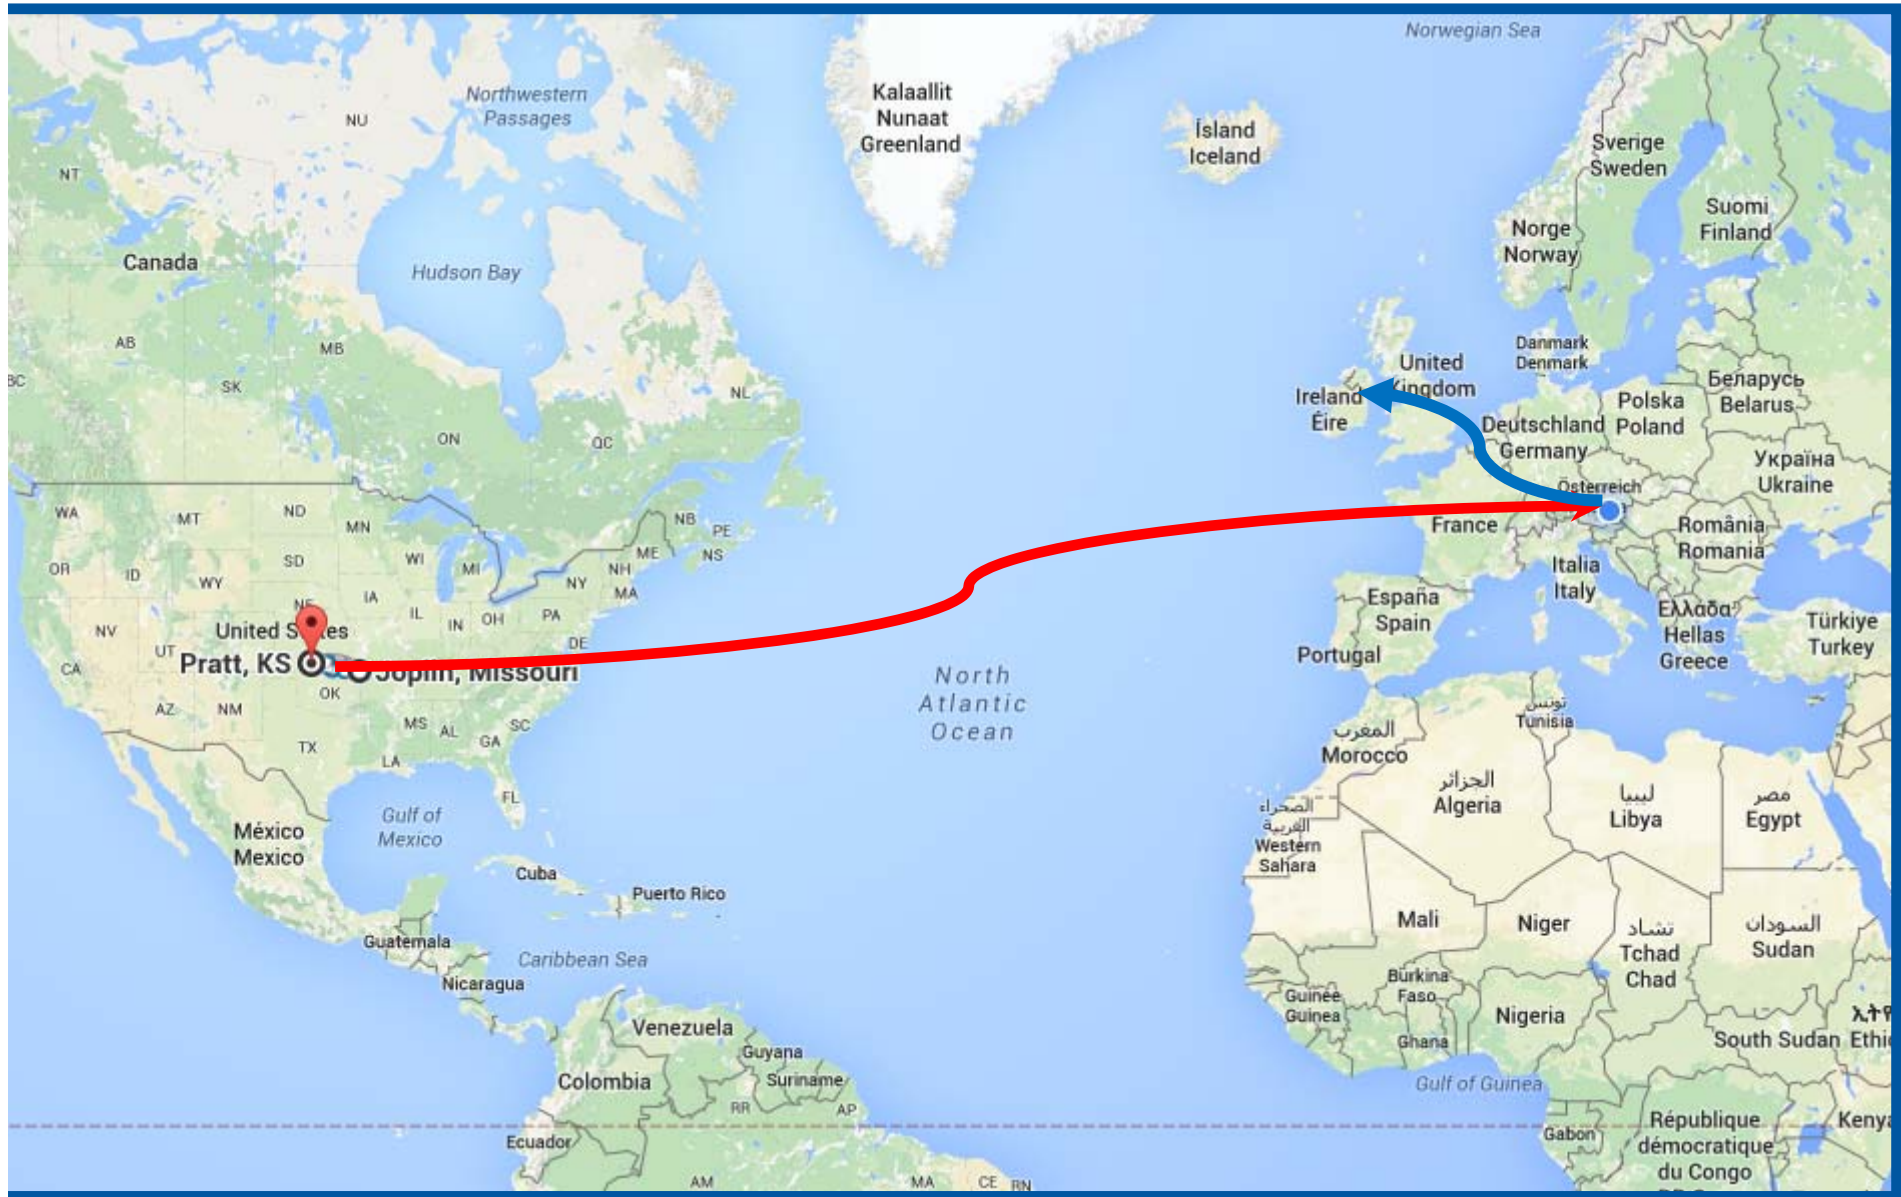 Norwegian Sea
Northwestern
Passages
NU
Kalaallit
Nunaat
Greenland
Ísland
Iceland
Sverige
Sweden
NT
Suomi
Finland
Norge
Norway
Canada
Hudson Bay
AB
MB
SK
NL
Danmark
Denmark
United
Kingdom
Ireland
Éire
Беларусь
Belarus
Polska
Poland
Deutschland
Germany
ON
QC
Україна
Ukraine
Österreich
WA
MT
ND
MN
NB
PE
NS
ME
France
România
Romania
OR
ID
WY
SD
WI
MI
NH
NY
MA
IA
Italia
Italy
NE
IL
IN
OH
PA
DE
España
Spain
Ελλάδα
Hellas
Greece
Türkiye
Turkey
NV
UT
United States
Portugal
CA
Pratt, KS
Joplin, Missouri
OK
AZ
NM
MS
AL
GA
SC
TX
LA
FL
North
Atlantic
Ocean
تونس
Tunisia
المغرب
Morocco
الجزائر
Algeria
ليبيا
Libya
مصر
Egypt
الصحراء
الغربية
Western
Sahara
Gulf of
Mexico
México
Mexico
Cuba
Puerto Rico
Mali
Niger
تشاد
Tchad
Chad
السودان
Sudan
Guatemala
Caribbean Sea
Nicaragua
Burkina
Faso
Guinée
Guinea
Nigeria
Ghana
South Sudan
Venezuela
Guyana
Suriname
Colombia
Gulf of Guinea
RR
AP
Ecuador
Gabon
République
démocratique
du Congo
AM
MA
CE
RN